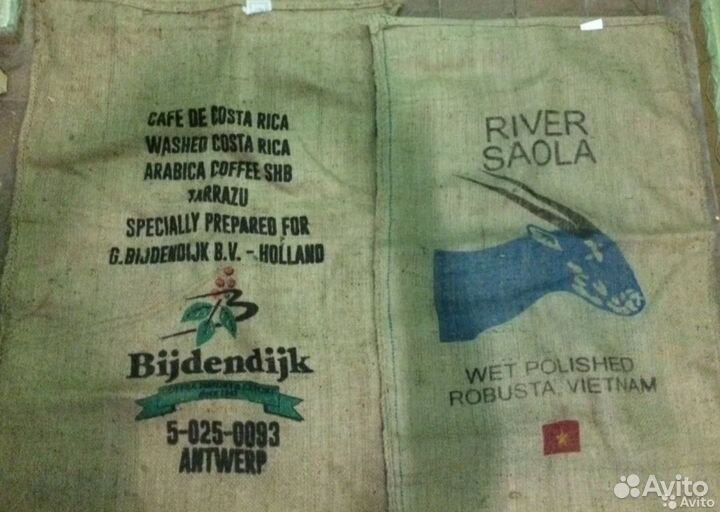 CAFE DE COSTA RICA
WASHED COSTA RICA
ARABICA COFFEE SHB
TARRAZU
SPECIALLY PREPARED FOR
G.BIJDENDIJK B.V. - HOLLAND
B
Bijdendijk
5-025-0093
ANTWERP
RIVER
SAOLA
WET POLISHED
ROBUSTA, VIETNAM
Avito
Avito